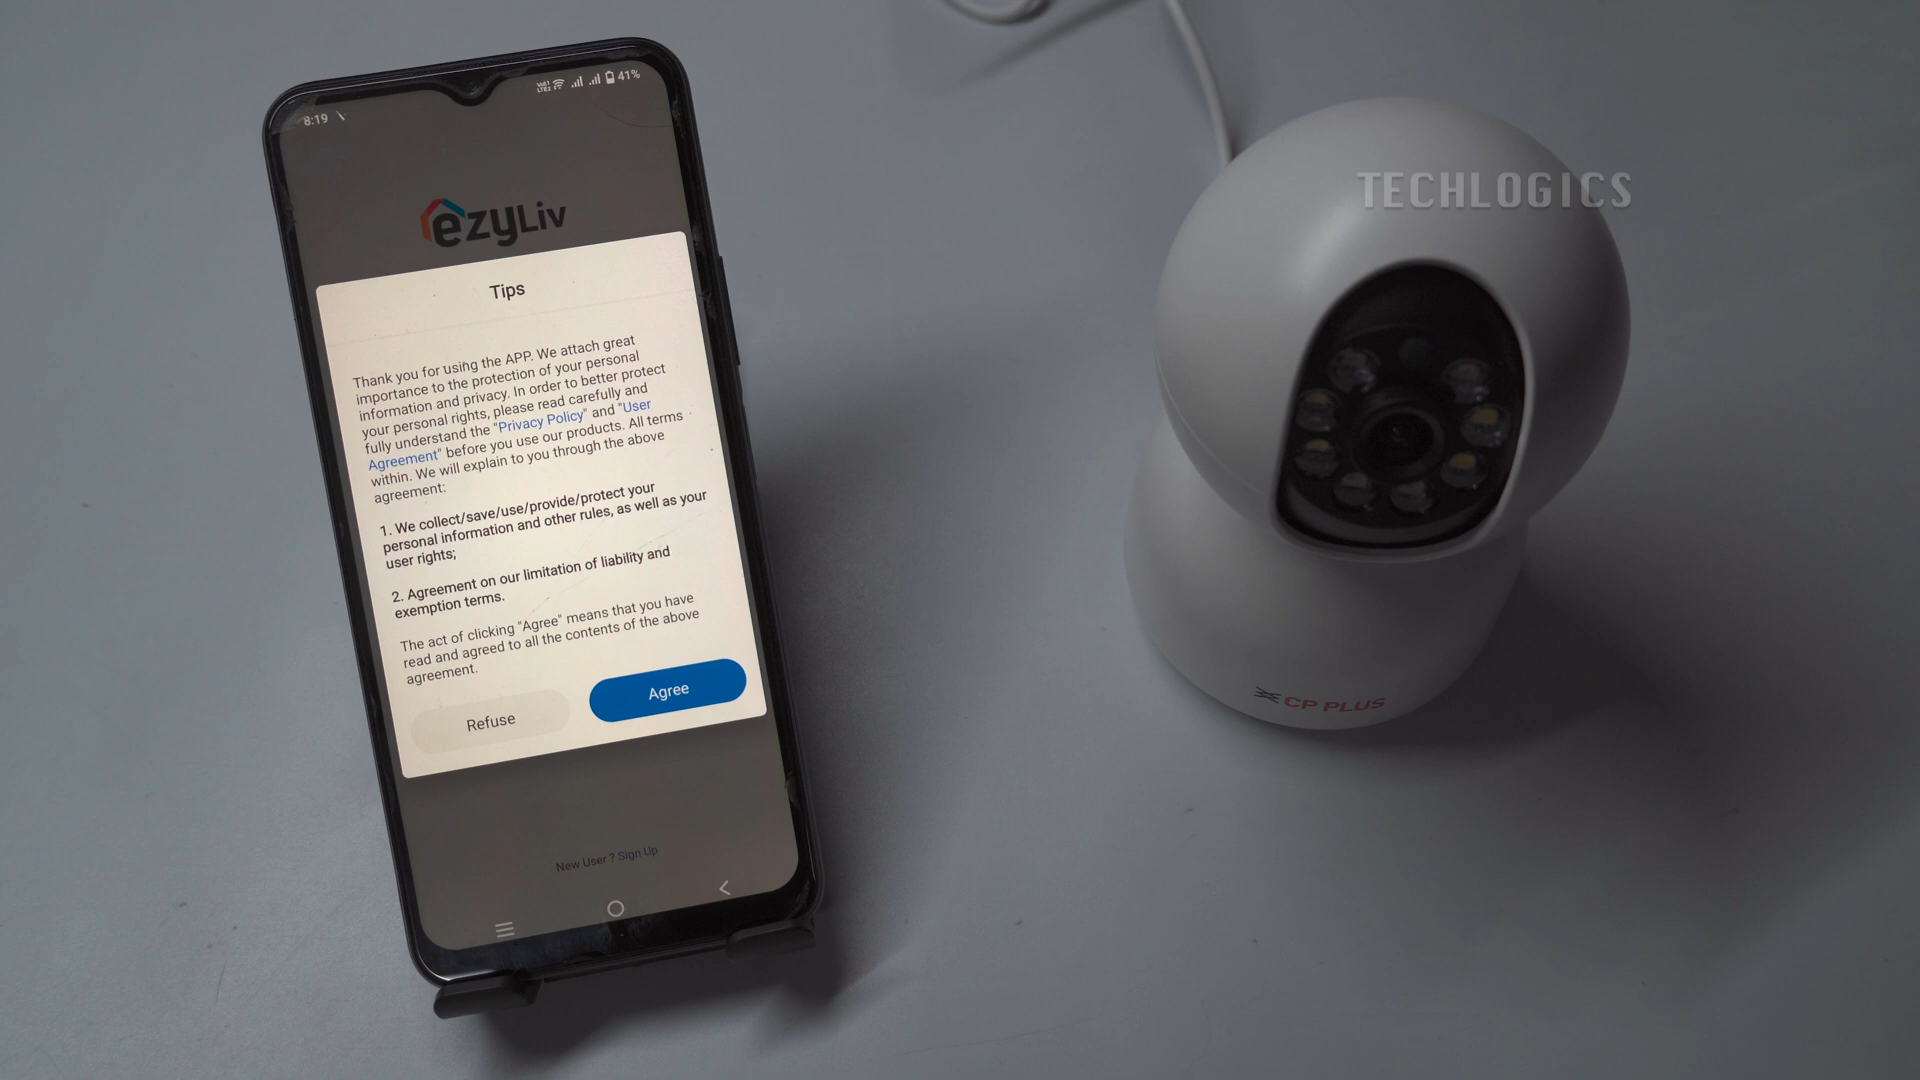 8:19
VoB1
LTE2
41%
ezyLiv
Tips
Thank you for using the APP. We attach great
importance to the protection of your personal
information and privacy. In order to better protect
your personal rights, please read carefully and
fully understand the "Privacy Policy" and "User
Agreement" before you use our products. All terms
within. We will explain to you through the above
agreement:
1. We collect/save/use/provide/protect your
personal information and other rules, as well as your
user rights;
2. Agreement on our limitation of liability and
exemption terms.
The act of clicking "Agree" means that you have
read and agreed to all the contents of the above
agreement.
Refuse
Agree
New User ? Sign Up
TECHLOGICS
CP PLUS